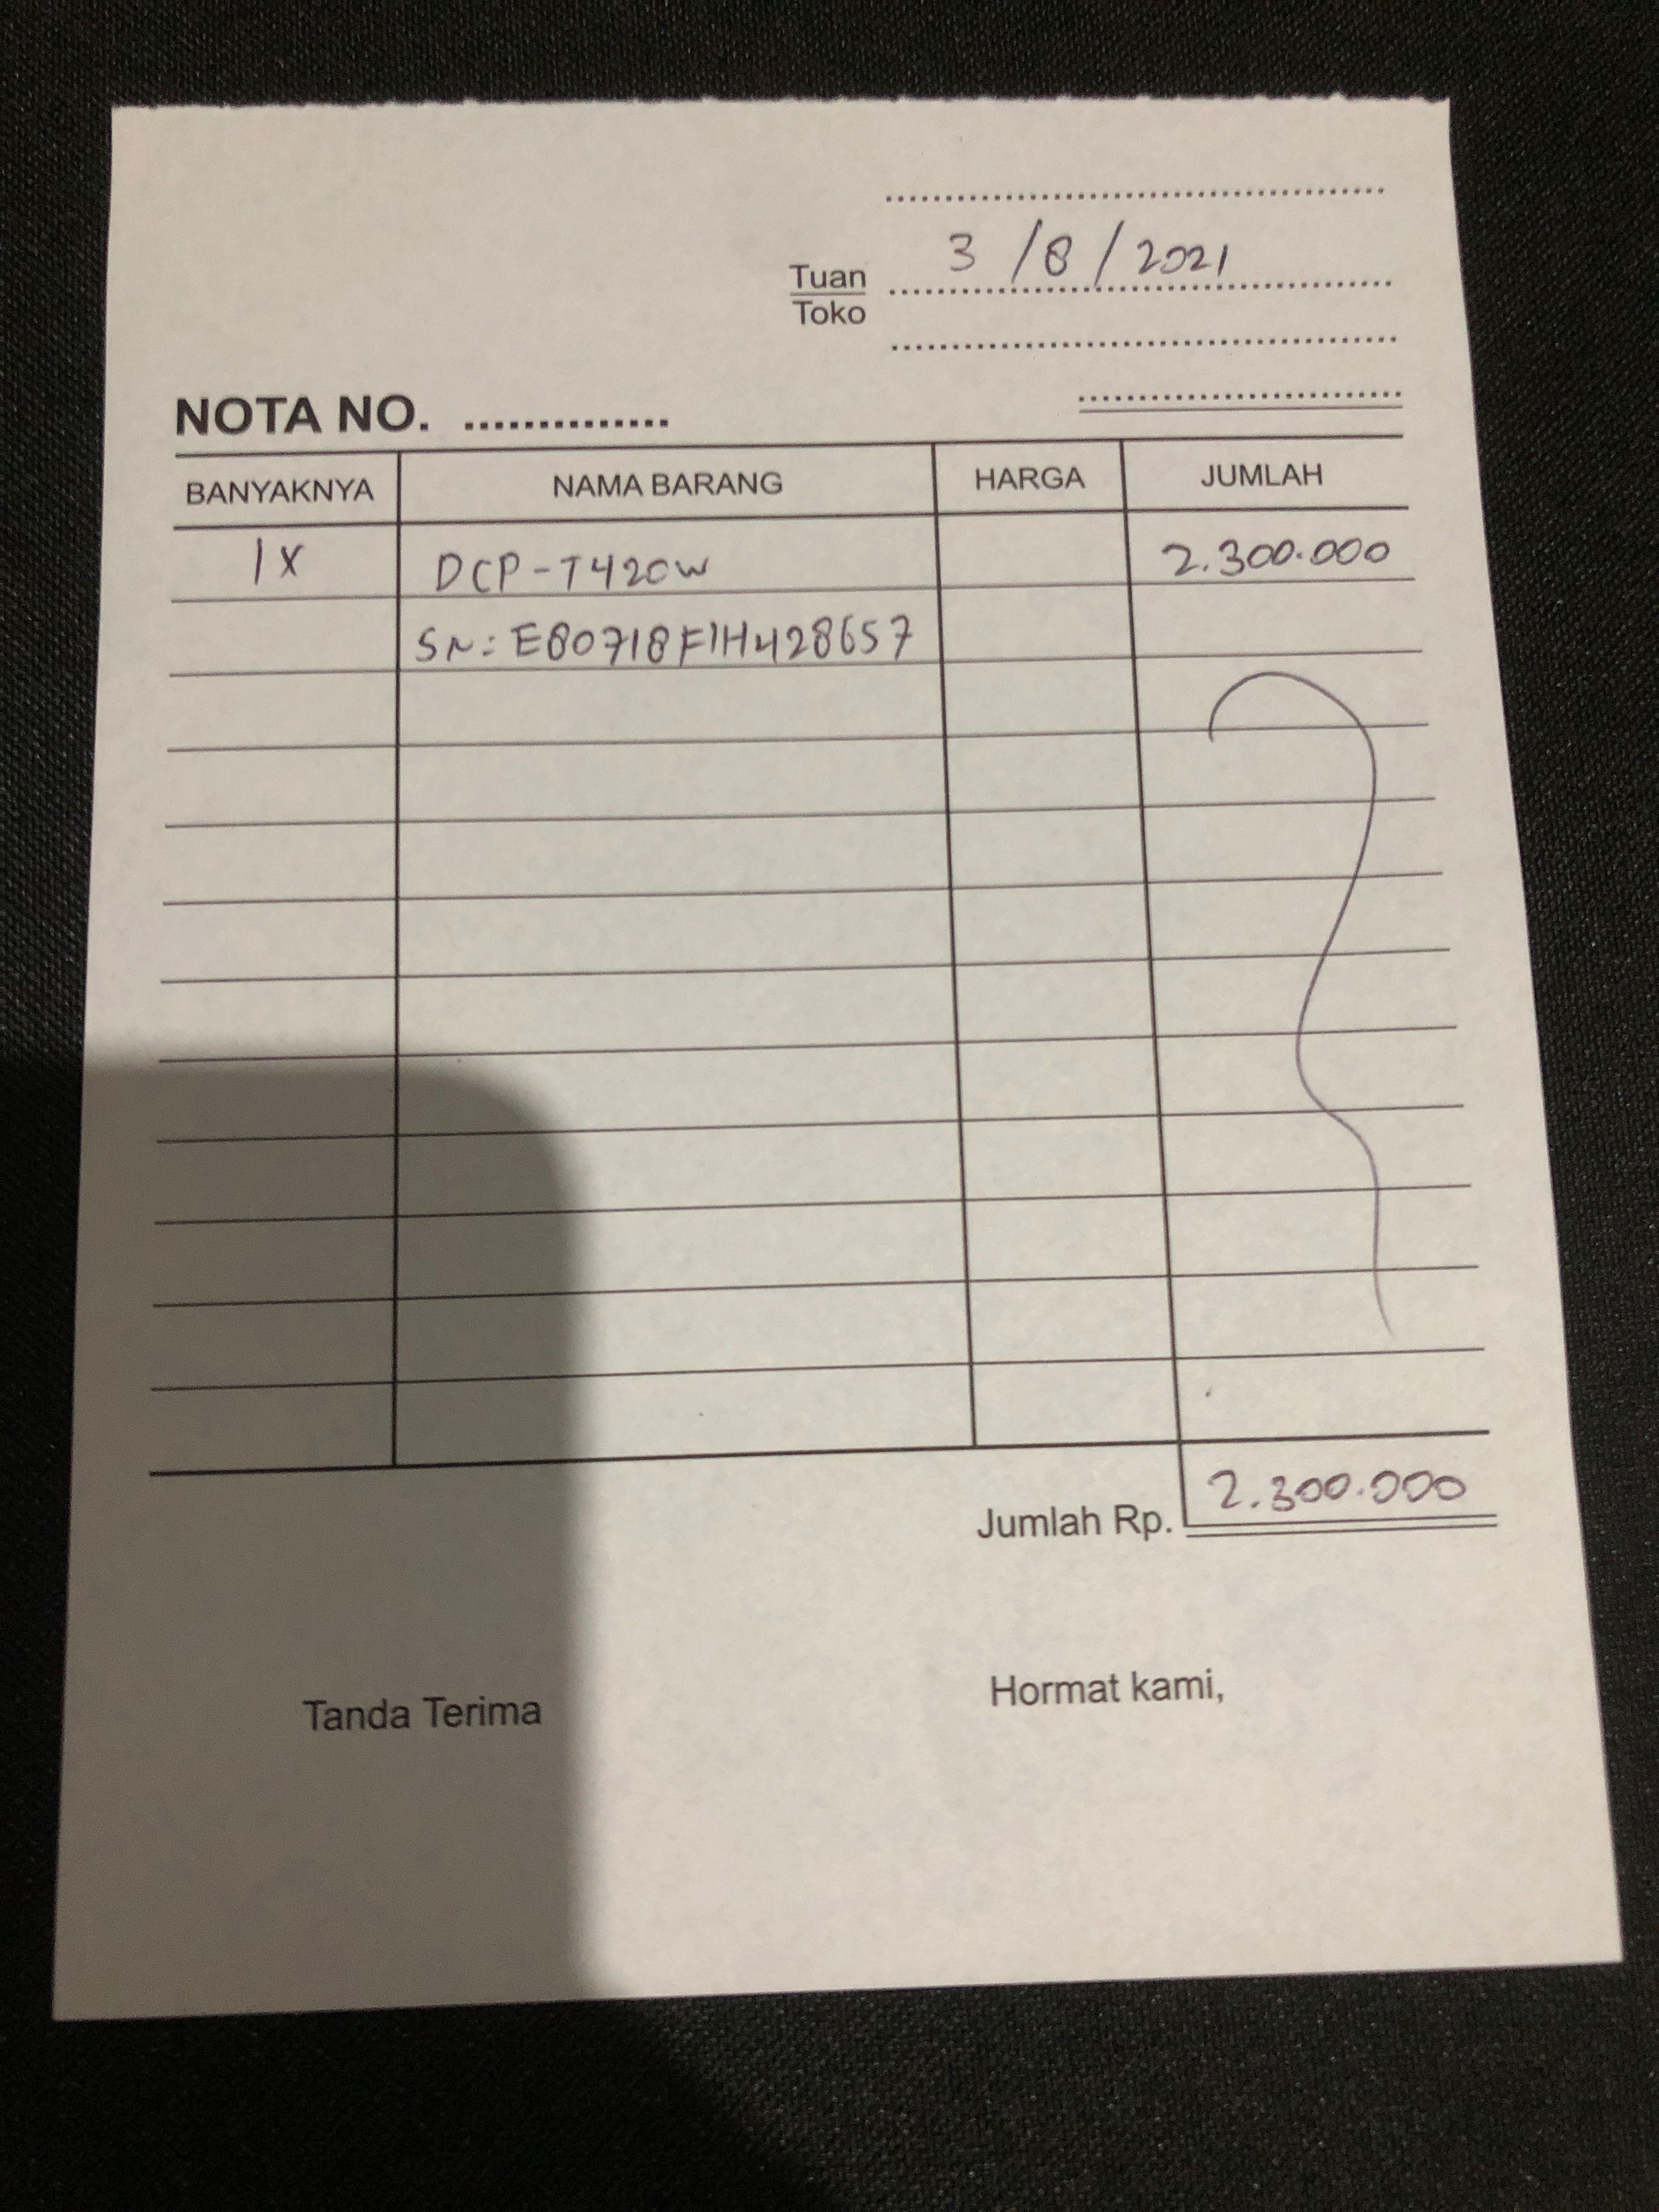 3/8/2021
Tuan
Toko
NOTA NO. ..............
BANYAKNYA NAMA BARANG HARGA JUMLAH
1X DCP-T420W 2.300.000
SN: E80718F1H428657
Jumlah Rp. 2.300.000
Tanda Terima Hormat kami,